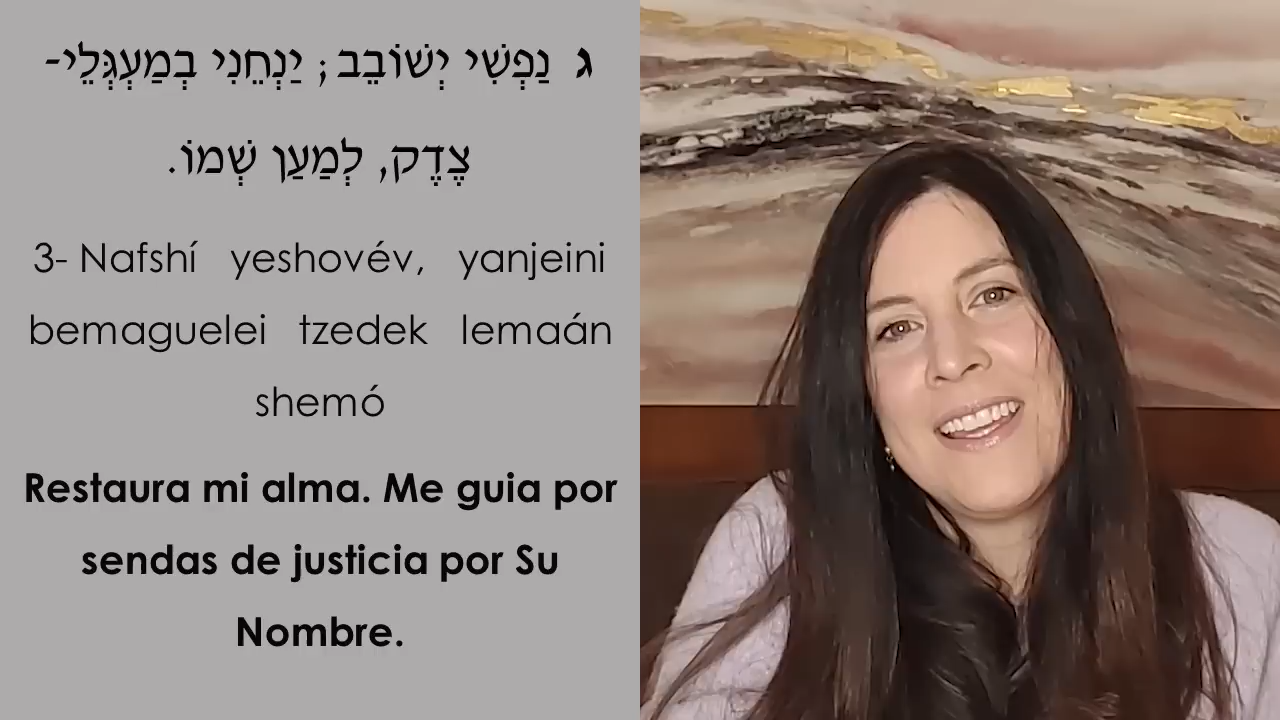 ג נַפְשִׁי יְשׁוֹבֵב; יַנְחֵנִי בְמַעְגְּלֵי-
צֶדֶק, לְמַעַן שְׁמוֹ.
3- Nafshí yeshovév, yanjeini
bemaguelei tzedek lemaán
shemó
Restaura mi alma. Me guia por
sendas de justicia por Su
Nombre.